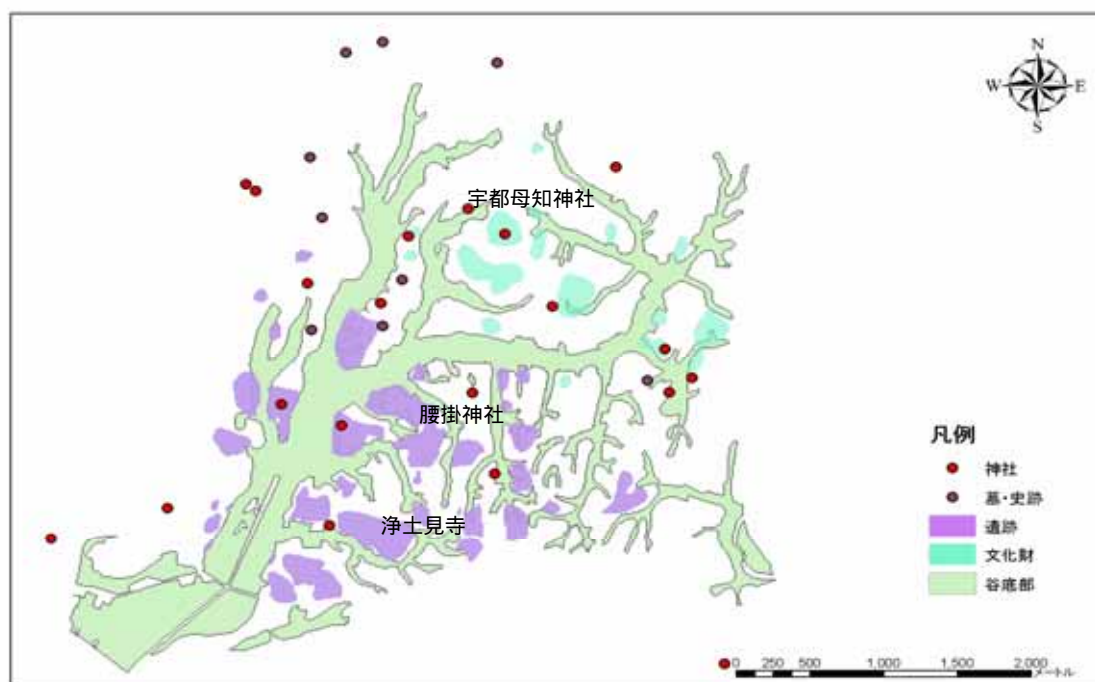 N
W E
S
宇都母知神社
腰掛神社
浄土見寺
凡例
神社
墓・史跡
遺跡
文化財
谷底部
0 250 500 1,000 1,500 2,000
メートル